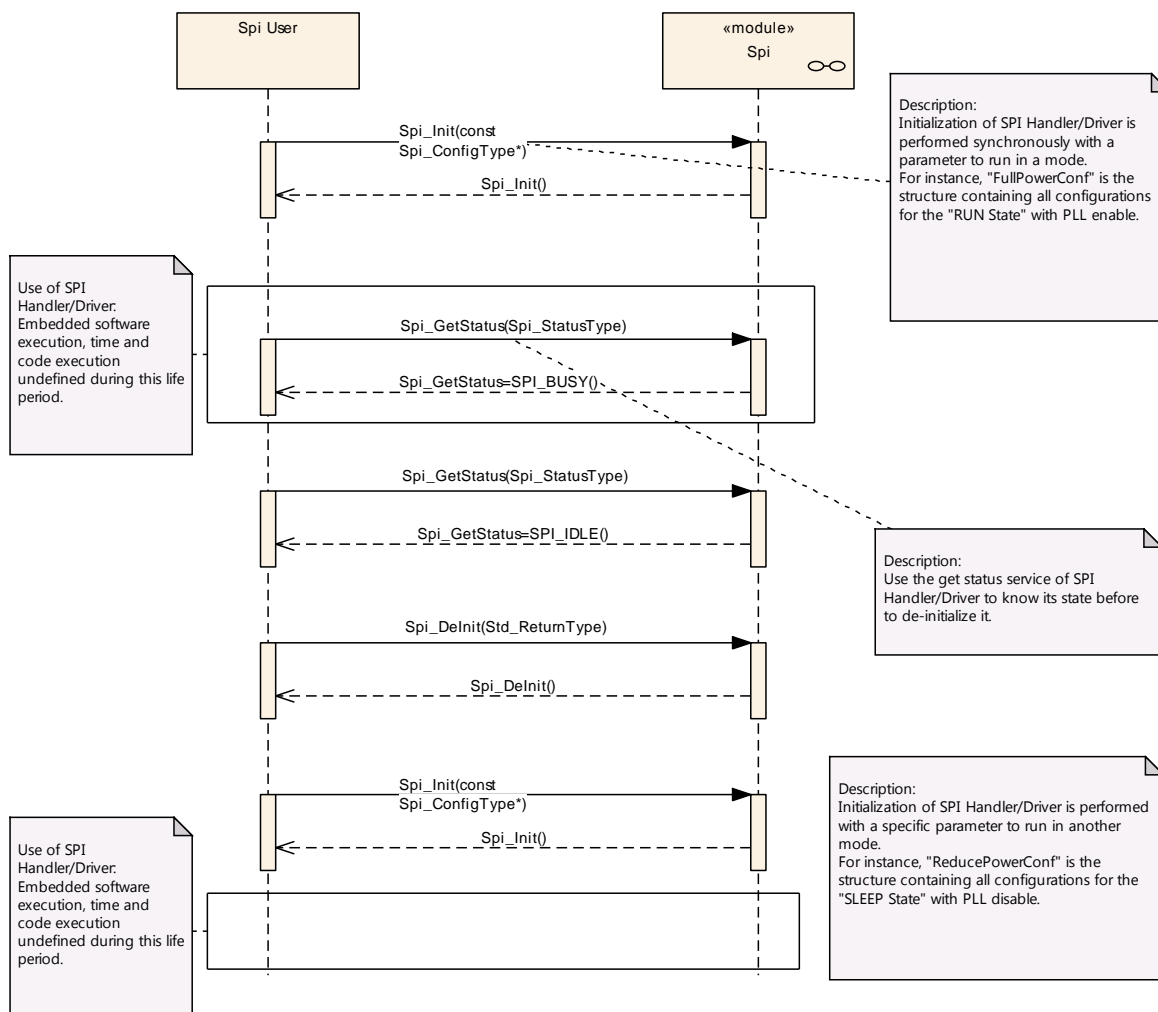 Spi User
«module»
Spi
Spi_Init(const
Spi_ConfigType*)
Spi_Init()
Description:
Initialization of SPI Handler/Driver is
performed synchronously with a
parameter to run in a mode.
For instance, "FullPowerConf" is the
structure containing all configurations
for the "RUN State" with PLL enable.
Use of SPI
Handler/Driver:
Embedded software
execution, time and
code execution
undefined during this life
period.
Spi_GetStatus(Spi_StatusType)
Spi_GetStatus=SPI_BUSY()
Spi_GetStatus(Spi_StatusType)
Spi_GetStatus=SPI_IDLE()
Description:
Use the get status service of SPI
Handler/Driver to know its state before
to de-initialize it.
Spi_DeInit(Std_ReturnType)
Spi_DeInit()
Spi_Init(const
Spi_ConfigType*)
Spi_Init()
Description:
Initialization of SPI Handler/Driver is performed
with a specific parameter to run in another
mode.
For instance, "ReducePowerConf" is the
structure containing all configurations for the
"SLEEP State" with PLL disable.
Use of SPI
Handler/Driver:
Embedded software
execution, time and
code execution
undefined during this life
period.